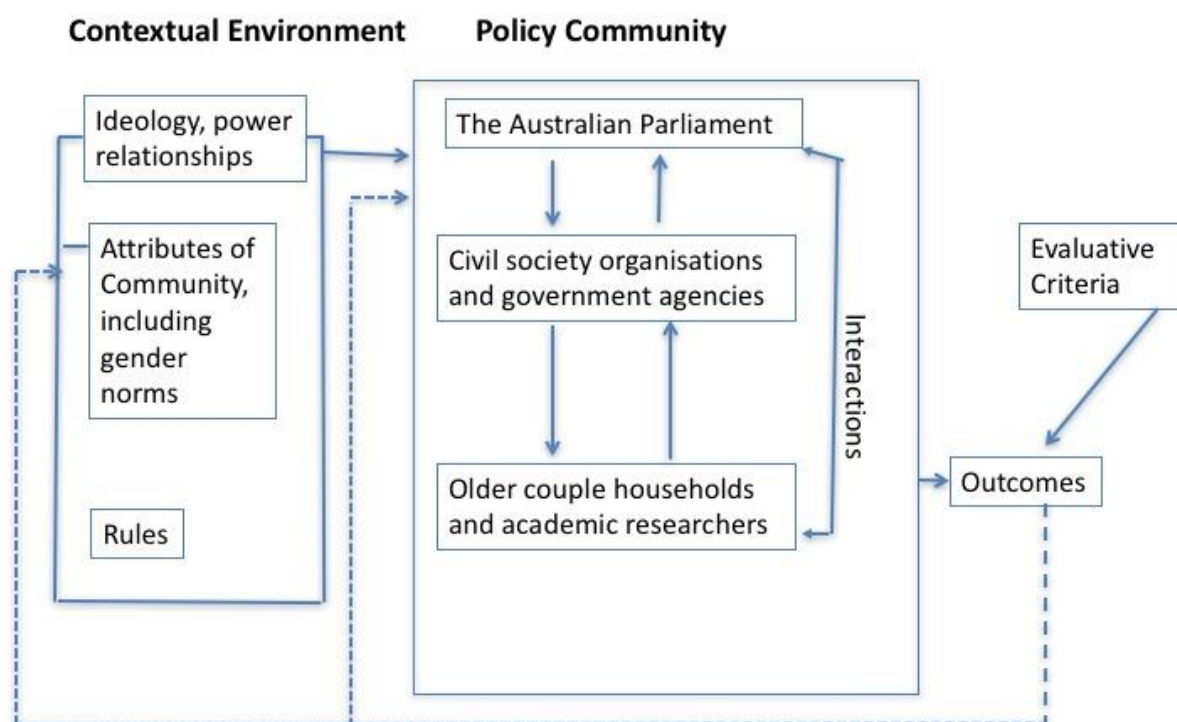 Contextual Environment
Policy Community
Ideology, power
relationships
Attributes of
Community,
including
gender
norms
Rules
The Australian Parliament
Civil society organisations
and government agencies
Older couple households
and academic researchers
Interactions
Evaluative
Criteria
Outcomes